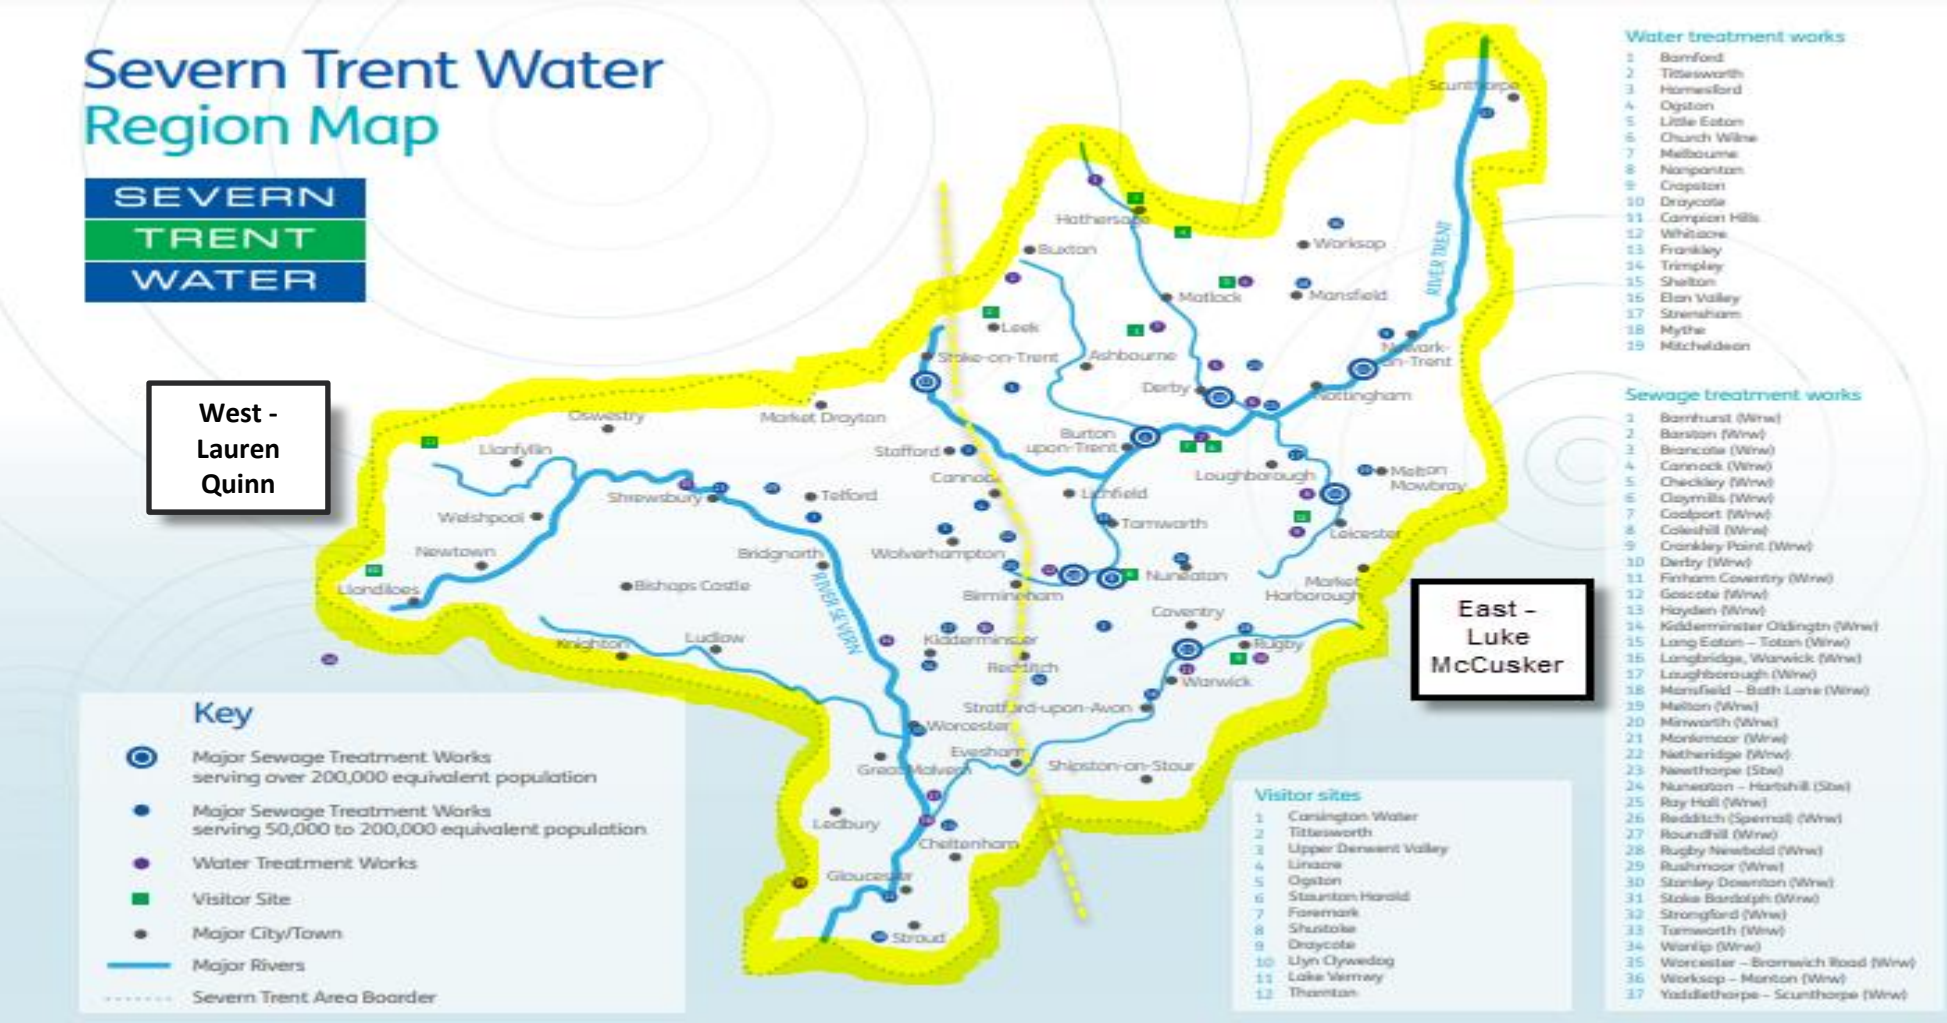 Severn Trent Water
Region Map
SEVERN
TRENT
WATER
West -
Lauren
Quinn
East -
Luke
McCusker
Scunthorpe
Hathersage
Buxton
Worksop
RIVER TRENT
Matlock
Mansfield
Leek
Stoke-on-Trent
Ashbourne
Newark-
on-Trent
Derby
Nottingham
Oswestry
Market Drayton
Burton
upon-Trent
Llanfyllin
Stafford
Loughborough
Melton
Mowbray
Cannock
Shrewsbury
Telford
Lichfield
Welshpool
Tamworth
Leicester
Newtown
Bridgnorth
Wolverhampton
Nuneaton
Market
Harborough
Llandiloes
Bishops Castle
RIVER SEVERN
Birmingham
Coventry
Knighton
Ludlow
Kidderminster
Rugby
Redditch
Warwick
Stratford-upon-Avon
Worcester
Evesham
Great Malvern
Shipston-on-Stour
Ledbury
Cheltenham
Gloucester
Stroud
Key
Major Sewage Treatment Works
serving over 200,000 equivalent population
Major Sewage Treatment Works
serving 50,000 to 200,000 equivalent population
Water Treatment Works
Visitor Site
Major City/Town
Major Rivers
Severn Trent Area Boarder
Visitor sites
1 Carsington Water
2 Tittesworth
3 Upper Derwent Valley
4 Linacre
5 Ogston
6 Staunton Harold
7 Foremark
8 Shustoke
9 Draycote
10 Llyn Clywedog
11 Lake Vernwy
12 Thornton
Water treatment works
1 Bamford
2 Tittesworth
3 Homesford
4 Ogston
5 Little Eaton
6 Church Wilne
7 Melbourne
8 Nanpantan
9 Cropston
10 Draycote
11 Campion Hills
12 Whitacre
13 Frankley
14 Trimpley
15 Shelton
16 Elan Valley
17 Strensham
18 Mythe
19 Mitcheldean
Sewage treatment works
1 Barnhurst (Wrw)
2 Barston (Wrw)
3 Brancote (Wrw)
4 Cannock (Wrw)
5 Checkley (Wrw)
6 Claymills (Wrw)
7 Coalport (Wrw)
8 Coleshill (Wrw)
9 Crankley Point (Wrw)
10 Derby (Wrw)
11 Finham Coventry (Wrw)
12 Goscote (Wrw)
13 Hayden (Wrw)
14 Kidderminster Oldingtn (Wrw)
15 Long Eaton - Toton (Wrw)
16 Longbridge, Warwick (Wrw)
17 Loughborough (Wrw)
18 Mansfield - Bath Lane (Wrw)
19 Melton (Wrw)
20 Minworth (Wrw)
21 Monkmoor (Wrw)
22 Netheridge (Wrw)
23 Newthorpe (Stw)
24 Nuneaton - Hartshill (Stw)
25 Ray Hall (Wrw)
26 Redditch (Spernal) (Wrw)
27 Roundhill (Wrw)
28 Rugby Newbold (Wrw)
29 Rushmoor (Wrw)
30 Stanley Downton (Wrw)
31 Stoke Bardolph (Wrw)
32 Strongford (Wrw)
33 Tamworth (Wrw)
34 Wanlip (Wrw)
35 Worcester - Bromwich Road (Wrw)
36 Worksop - Manton (Wrw)
37 Yaddlethorpe - Scunthorpe (Wrw)